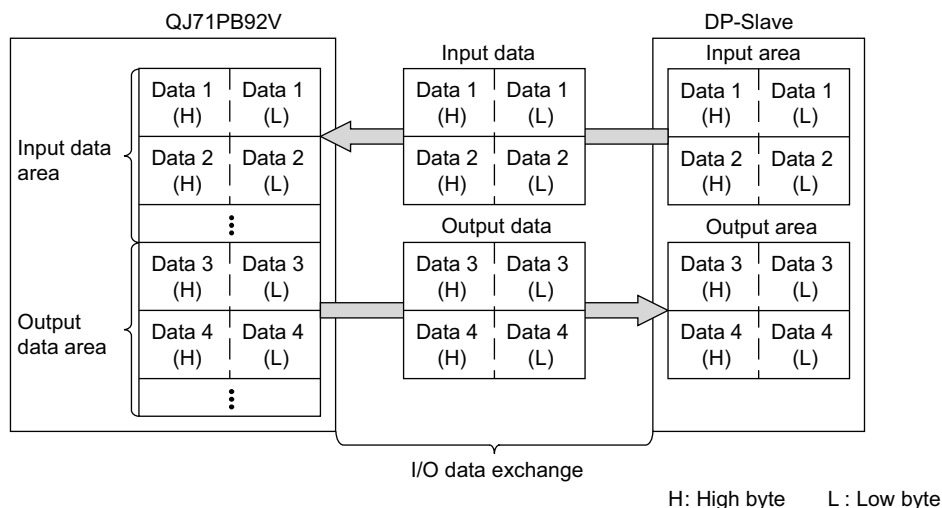 QJ71PB92V DP-Slave
Input data Input area
Data 1 Data 1 Data 1 Data 1 Data 1 Data 1
(H) (L) (H) (L) (H) (L)
Input data
area
Data 2 Data 2 Data 2 Data 2 Data 2 Data 2
(H) (L) (H) (L) (H) (L)
Output data Output area
Data 3 Data 3 Data 3 Data 3 Data 3 Data 3
(H) (L) (H) (L) (H) (L)
Output
data area
Data 4 Data 4 Data 4 Data 4 Data 4 Data 4
(H) (L) (H) (L) (H) (L)
I/O data exchange
H: High byte L : Low byte